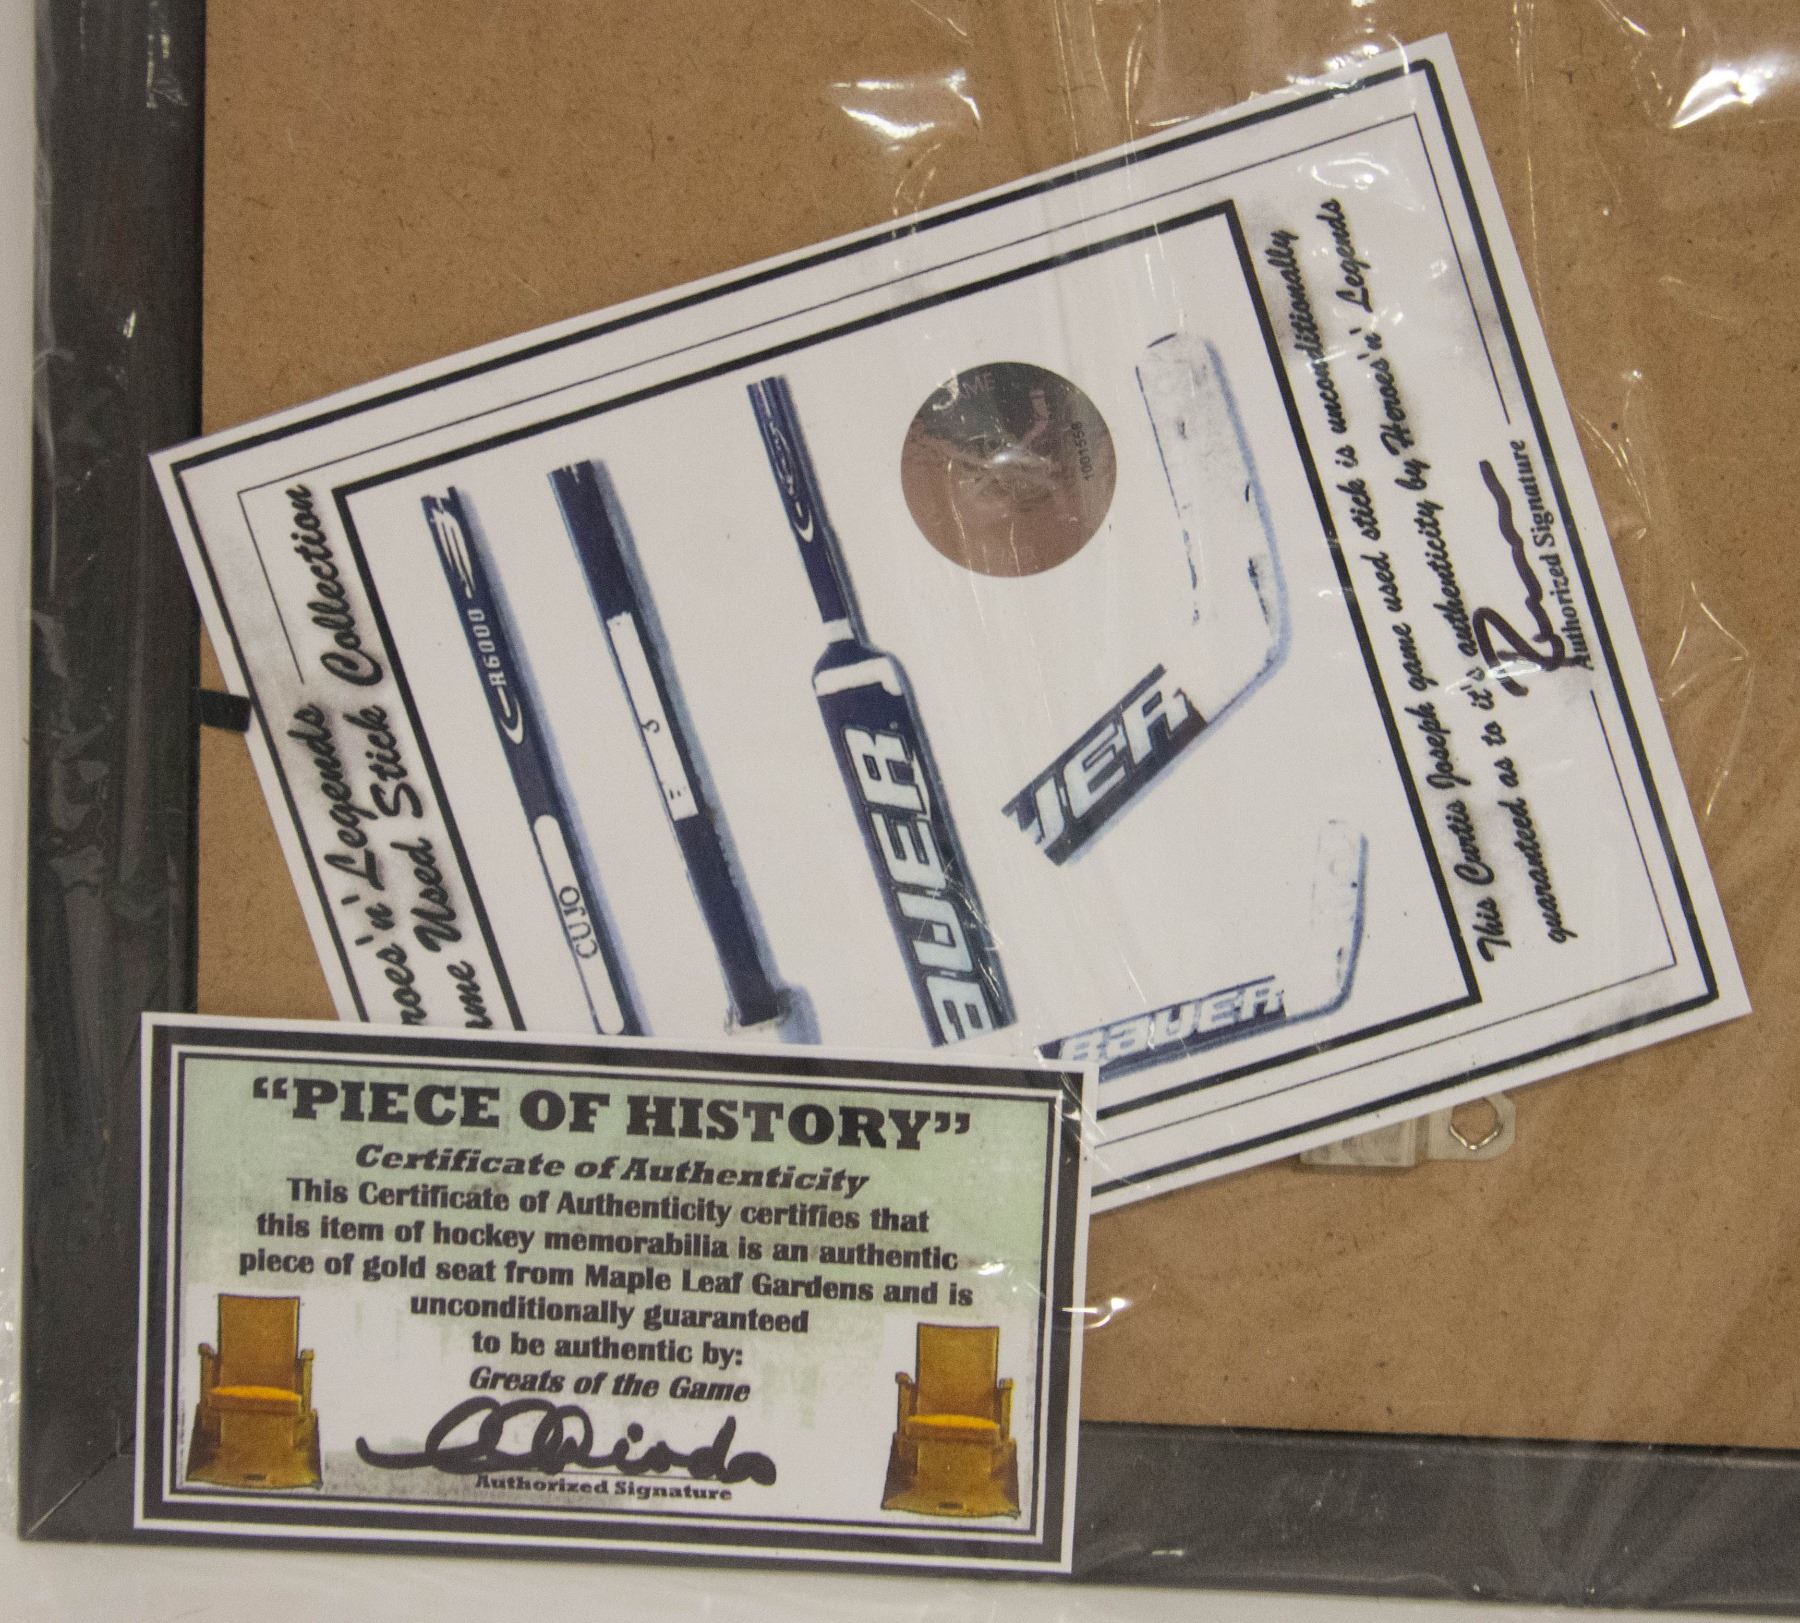 noes'n'Legends
me Used Stick Collection
R6000
CUJO
BAUER
UER
BAUER
1001558
This Curtis Joseph game used stick is unconditionally
guaranteed as to it's authenticity by Heroes'n' Legends
Authorized Signature
“PIECE OF HISTORY”
Certificate of Authenticity
This Certificate of Authenticity certifies that
this item of hockey memorabilia is an authentic
piece of gold seat from Maple Leaf Gardens and is
unconditionally guaranteed
to be authentic by:
Greats of the Game
Authorized Signature